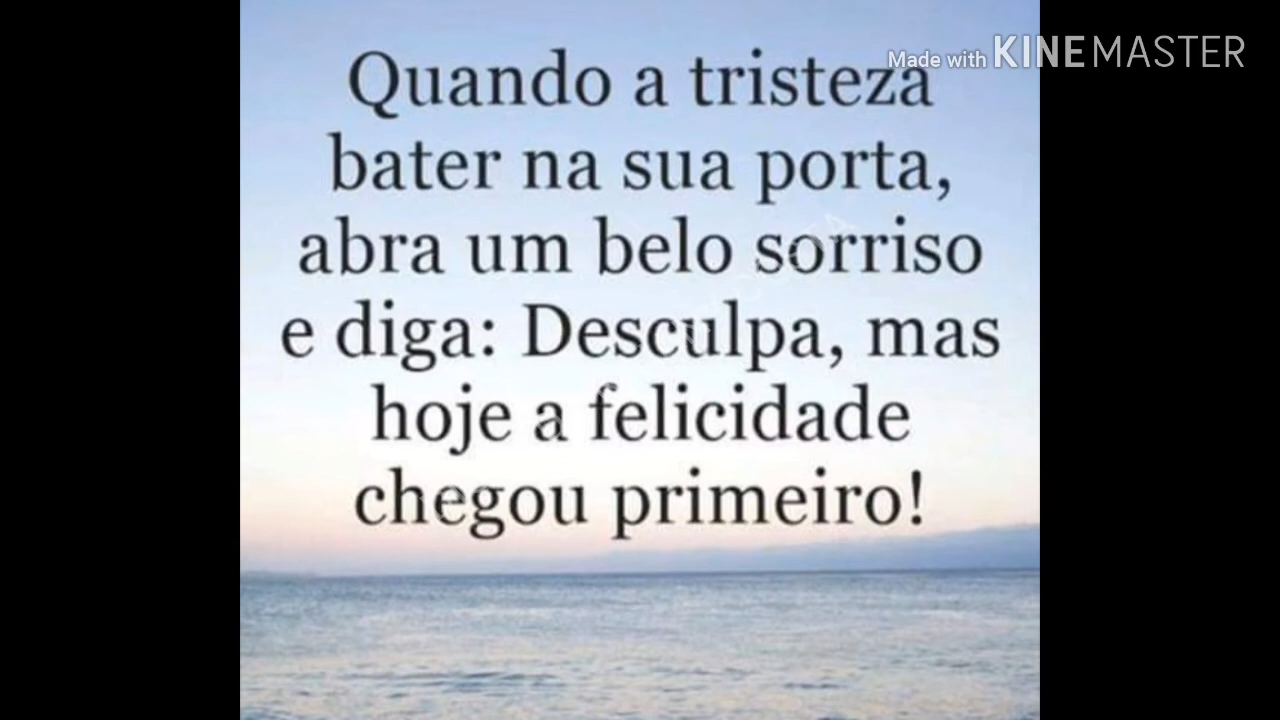 Made with KINEMASTER
Quando a tristeza
bater na sua porta,
abra um belo sorriso
e diga: Desculpa, mas
hoje a felicidade
chegou primeiro!